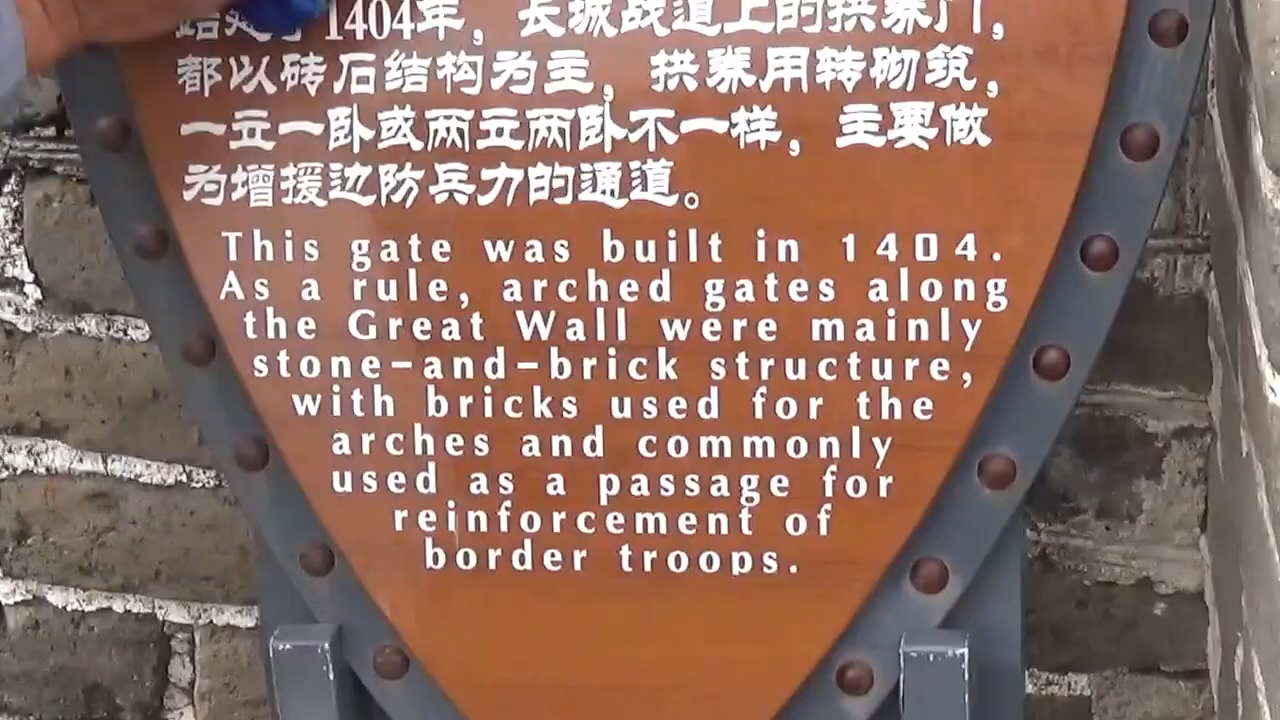 1404年，长城战道上的拱券门，
都以砖石结构为主，拱券用转砌筑，
一立一卧或两立两卧不一样，主要做
为增援边防兵力的通道。
This gate was built in 1404.
As a rule, arched gates along
the Great Wall were mainly
stone-and-brick structure,
with bricks used for the
arches and commonly
used as a passage for
reinforcement of
border troops.